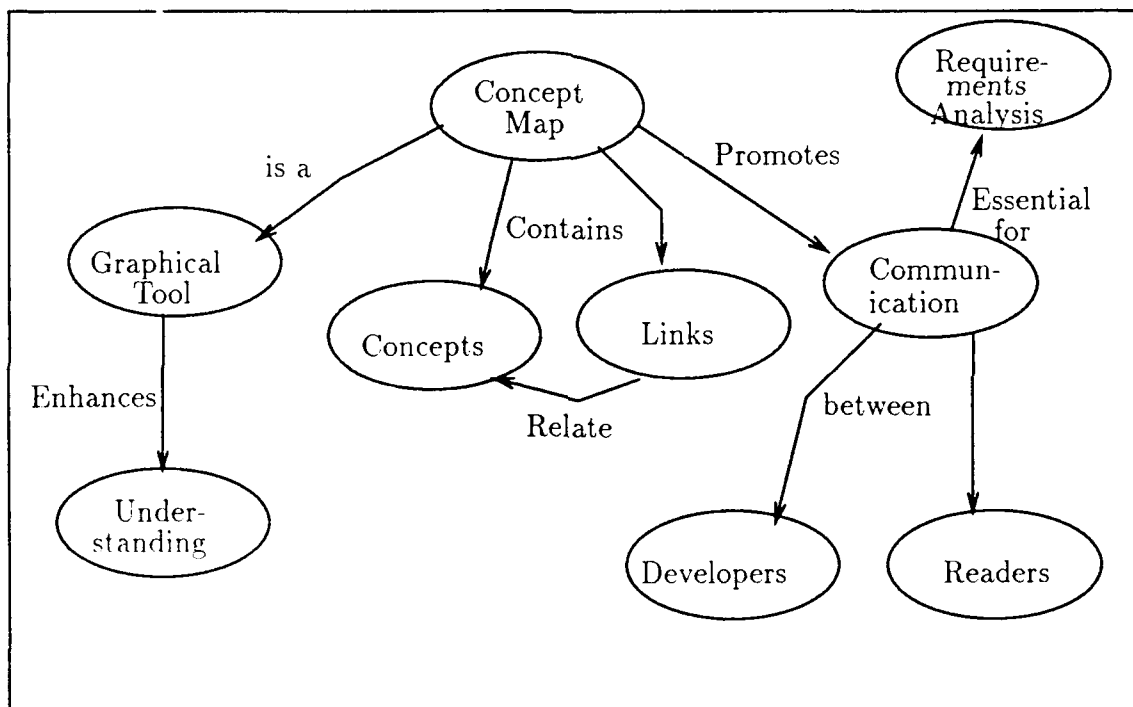 Require-
ments
Analysis
Concept
Map
Promotes
is a
Essential
for
Contains
Graphical
Tool
Commun-
ication
Concepts
Links
Enhances
Relate
between
Under-
standing
Developers
Readers